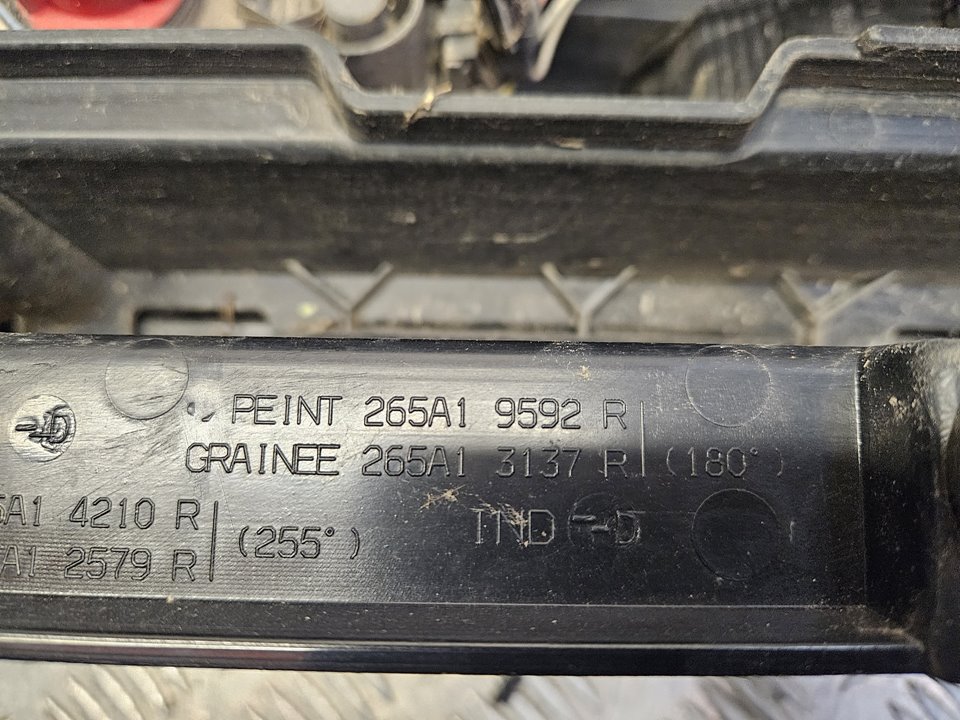 PEINT 265A1 9592 R
GRAINEE 265A1 3137 R (180°)
5A1 4210 R
A1 2579 R (255°)
IND -D